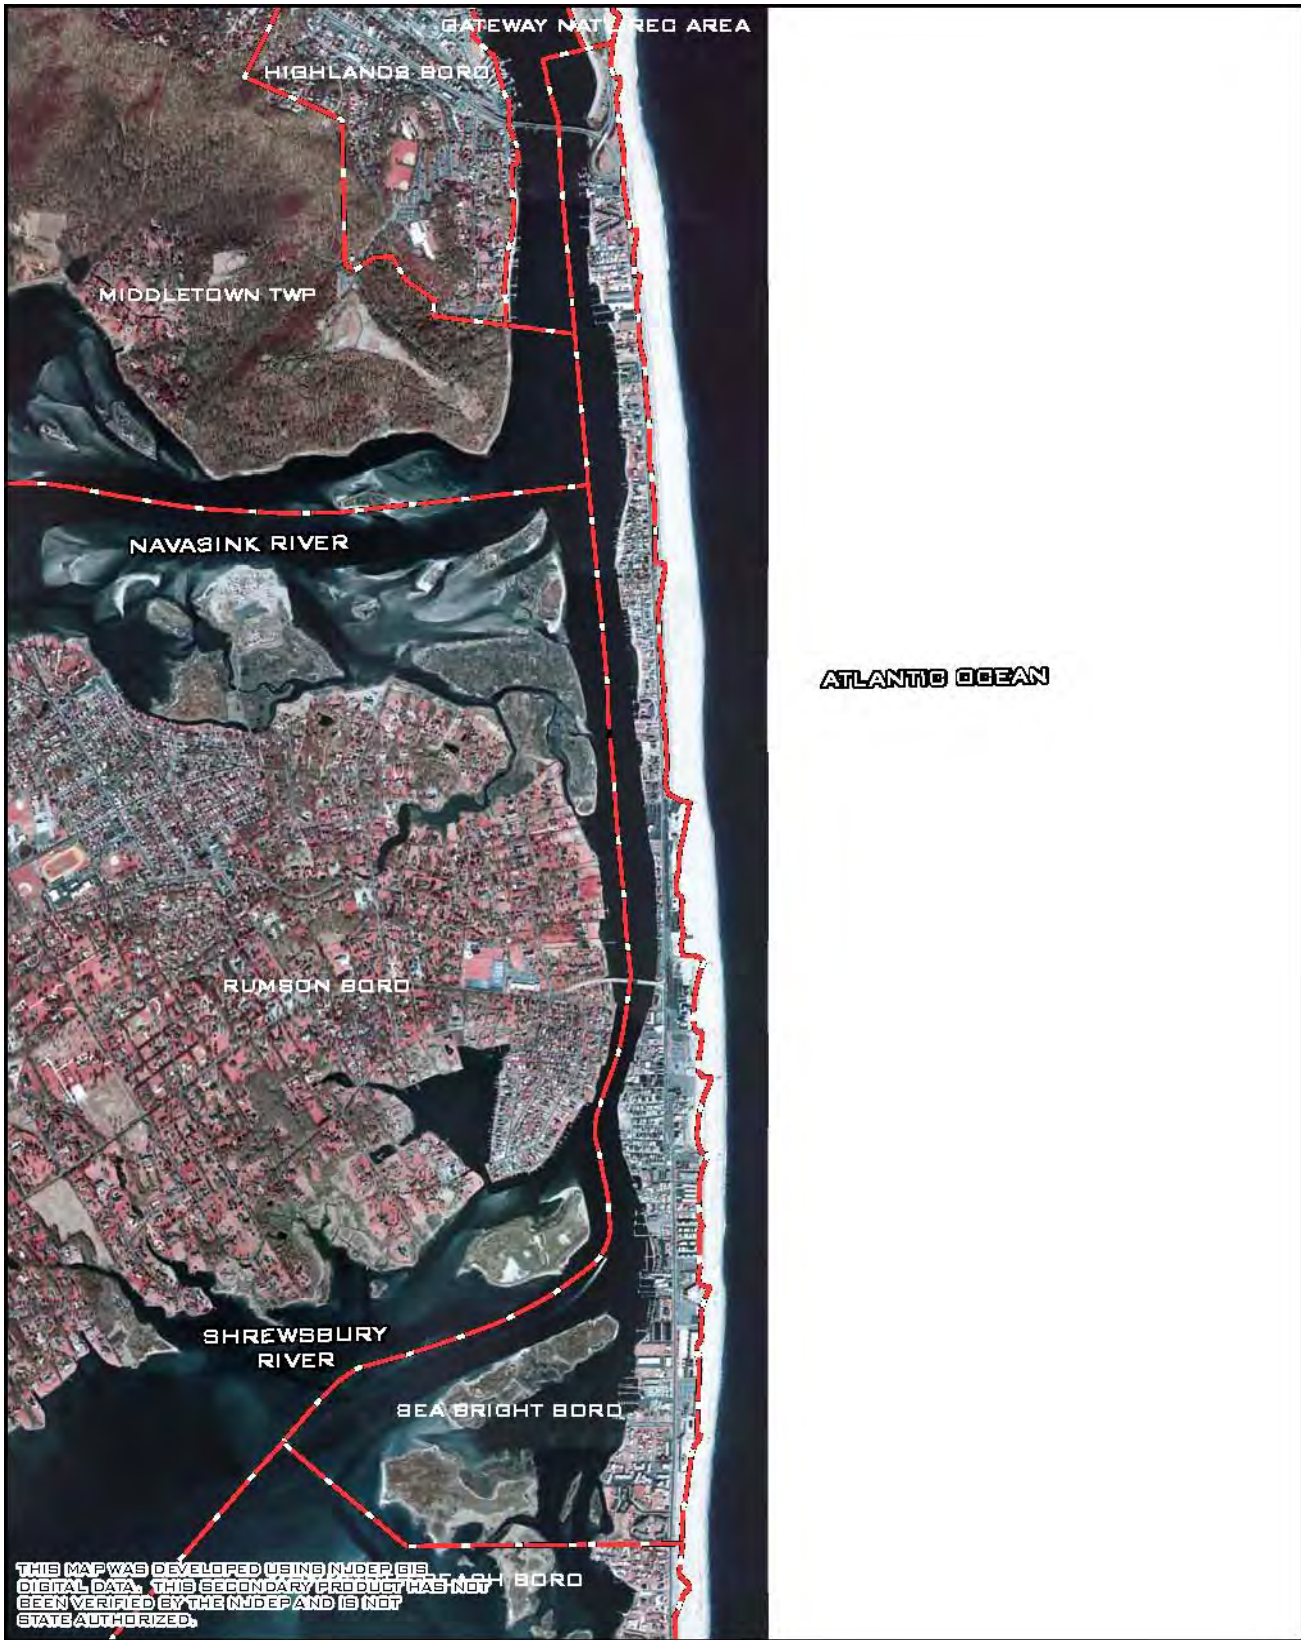 GATEWAY NAT'L REC AREA
HIGHLANDS BORO
MIDDLETOWN TWP
NAVASINK RIVER
ATLANTIC OCEAN
RUMSON BORO
SHREWSBURY
RIVER
SEA BRIGHT BORO
BORO
THIS MAP WAS DEVELOPED USING NJDEP GIS
DIGITAL DATA. THIS SECONDARY PRODUCT HAS NOT
BEEN VERIFIED BY THE NJDEP AND IS NOT
STATE AUTHORIZED.